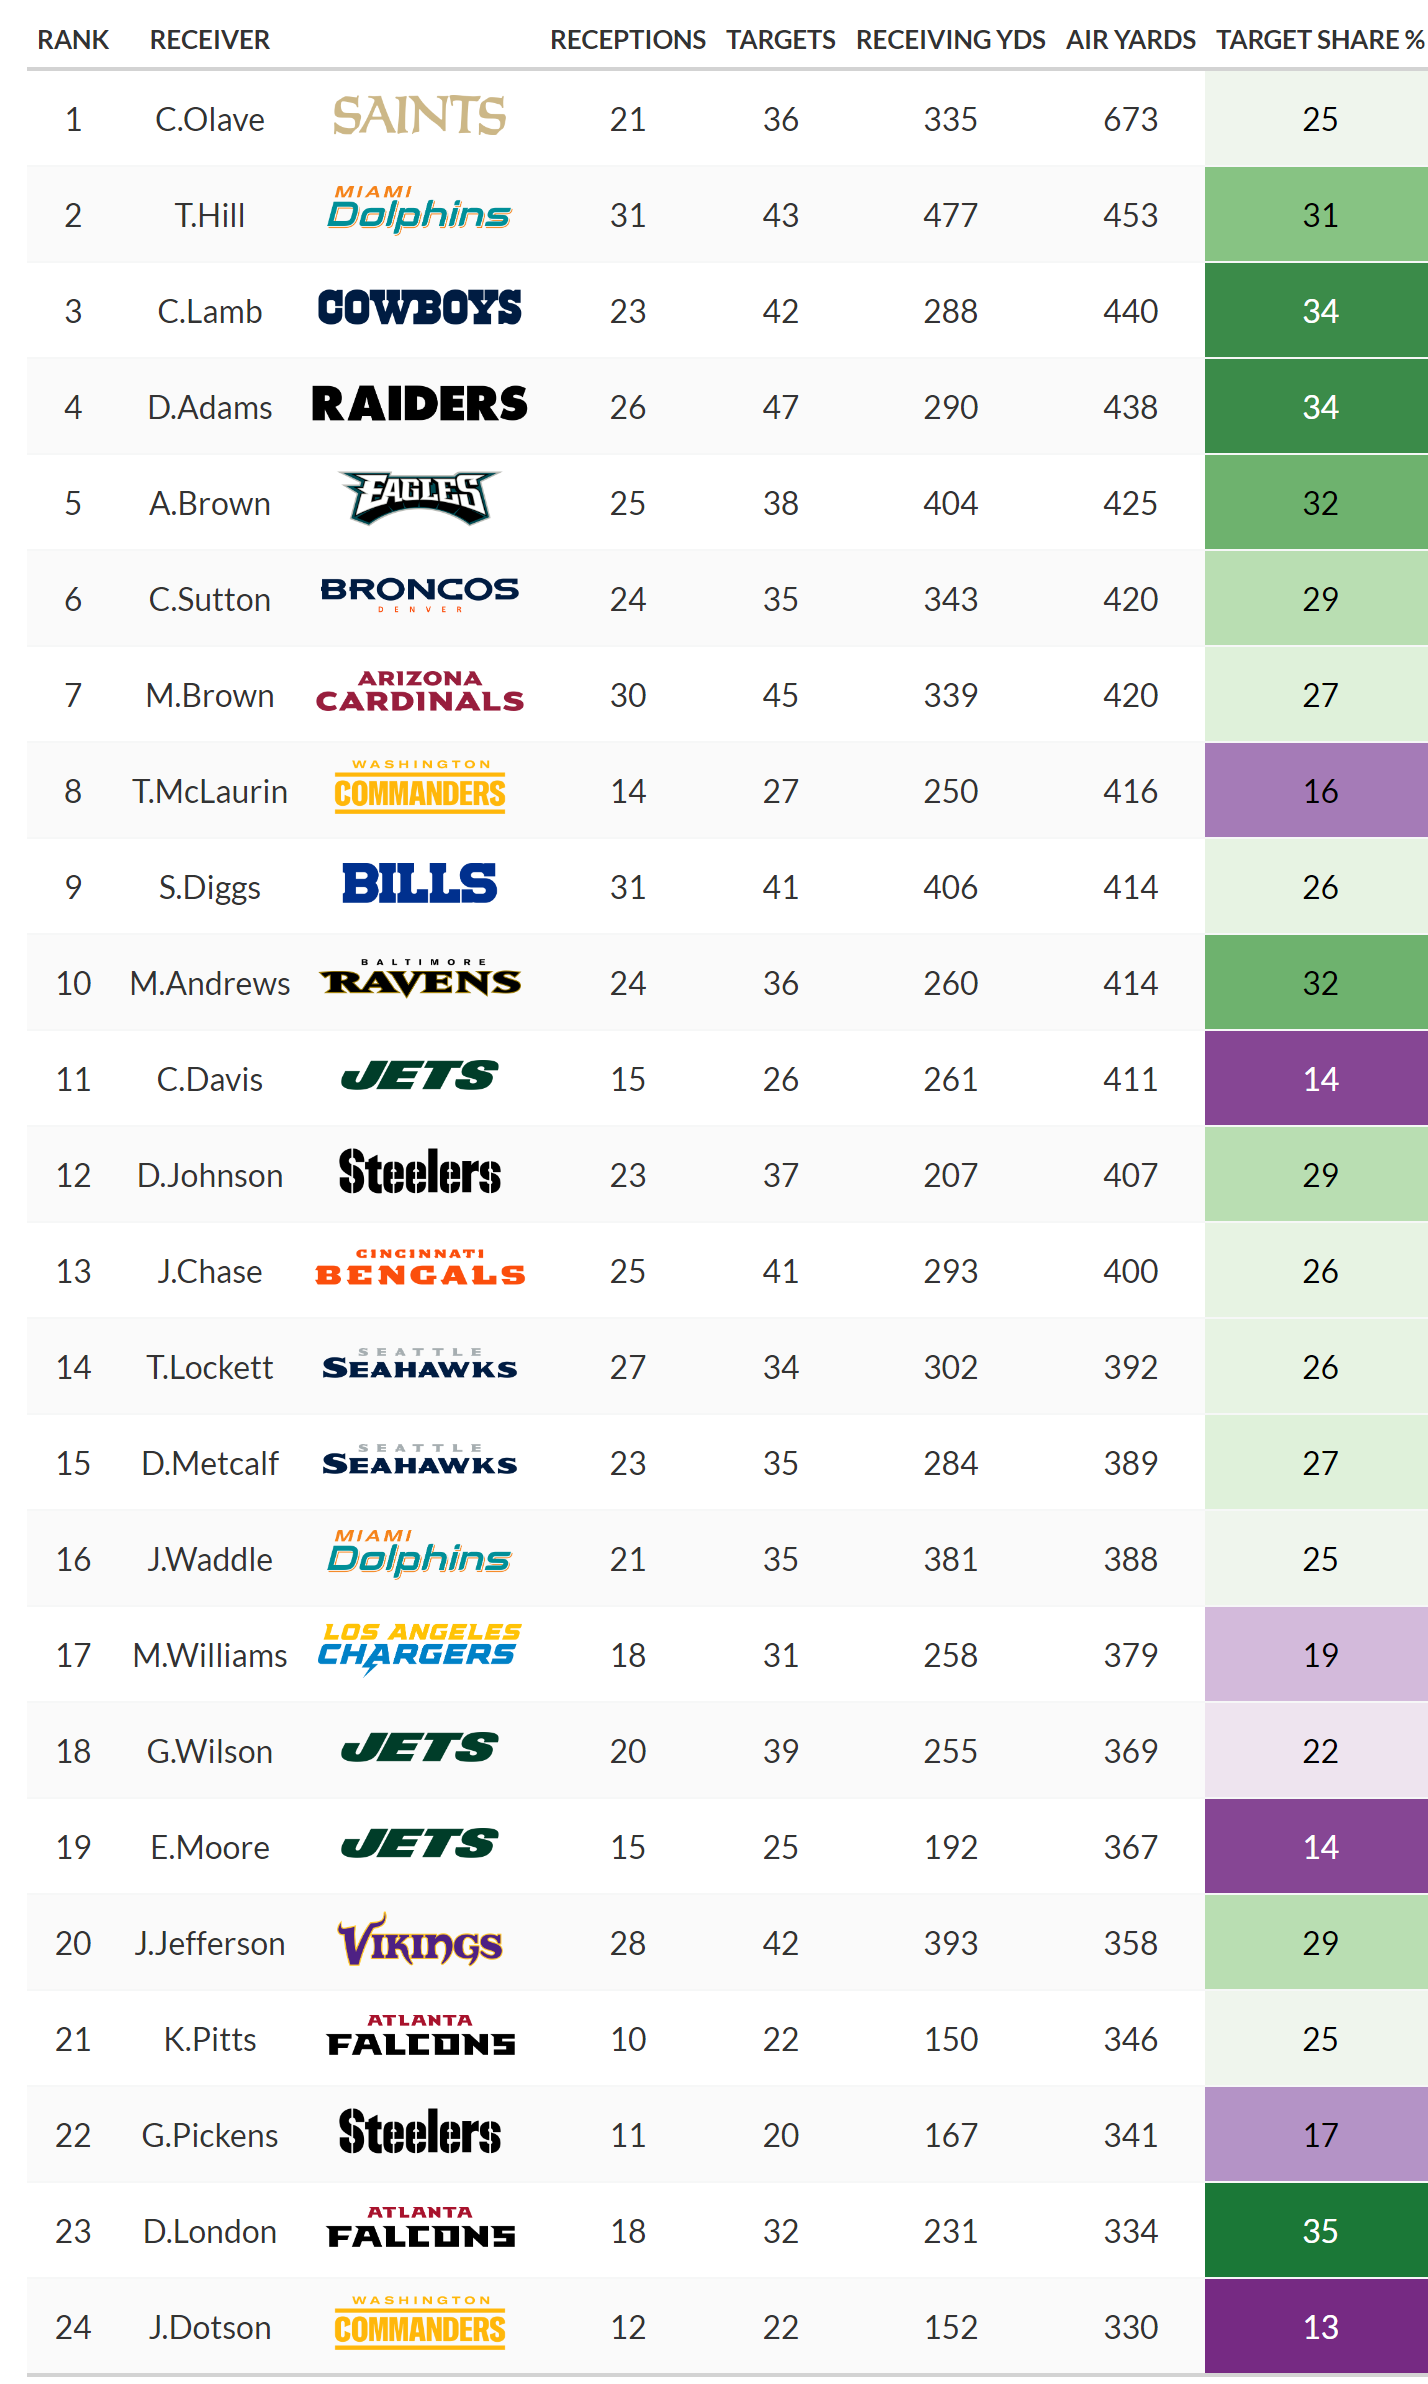 RANK RECEIVER RECEPTIONS TARGETS RECEIVING YDS AIR YARDS TARGET SHARE %
1 C.Olave SAINTS 21 36 335 673 25
2 T.Hill MIAMI Dolphins 31 43 477 453 31
3 C.Lamb COWBOYS 23 42 288 440 34
4 D.Adams RAIDERS 26 47 290 438 34
5 A.Brown EAGLES 25 38 404 425 32
6 C.Sutton BRONCOS DENVER 24 35 343 420 29
7 M.Brown ARIZONA CARDINALS 30 45 339 420 27
8 T.McLaurin WASHINGTON COMMANDERS 14 27 250 416 16
9 S.Diggs BILLS 31 41 406 414 26
10 M.Andrews BALTIMORE RAVENS 24 36 260 414 32
11 C.Davis JETS 15 26 261 411 14
12 D.Johnson Steelers 23 37 207 407 29
13 J.Chase CINCINNATI BENGALS 25 41 293 400 26
14 T.Lockett SEATTLE SEAHAWKS 27 34 302 392 26
15 D.Metcalf SEATTLE SEAHAWKS 23 35 284 389 27
16 J.Waddle MIAMI Dolphins 21 35 381 388 25
17 M.Williams LOS ANGELES CHARGERS 18 31 258 379 19
18 G.Wilson JETS 20 39 255 369 22
19 E.Moore JETS 15 25 192 367 14
20 J.Jefferson VIKINGS 28 42 393 358 29
21 K.Pitts ATLANTA FALCONS 10 22 150 346 25
22 G.Pickens Steelers 11 20 167 341 17
23 D.London ATLANTA FALCONS 18 32 231 334 35
24 J.Dotson WASHINGTON COMMANDERS 12 22 152 330 13